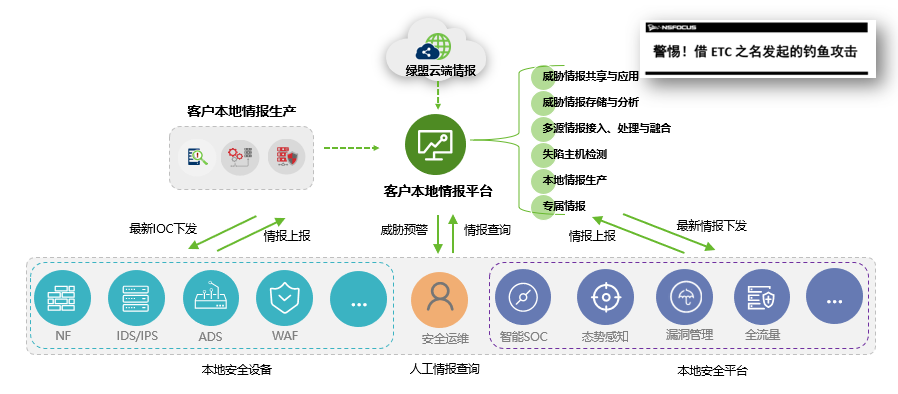 NSFOCUS
警惕！借 ETC 之名发起的钓鱼攻击
绿盟云端情报
客户本地情报生产
客户本地情报平台
威胁情报共享与应用
威胁情报存储与分析
多源情报接入、处理与融合
失陷主机检测
本地情报生产
专属情报
最新IOC下发
情报上报
威胁预警
情报查询
情报上报
最新情报下发
NF
IDS/IPS
ADS
WAF
...
安全运维
智能SOC
态势感知
漏洞管理
全流量
...
本地安全设备
人工情报查询
本地安全平台